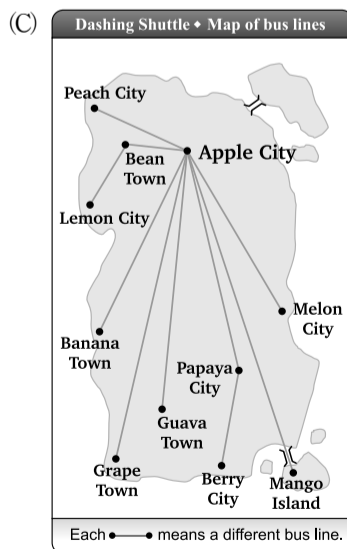 (C)
Dashing Shuttle ◆ Map of bus lines
Peach City
Apple City
Bean
Town
Lemon City
Melon
City
Banana
Town
Papaya
City
Guava
Town
Grape
Town
Berry
City
Mango
Island
Each ●—● means a different bus line.